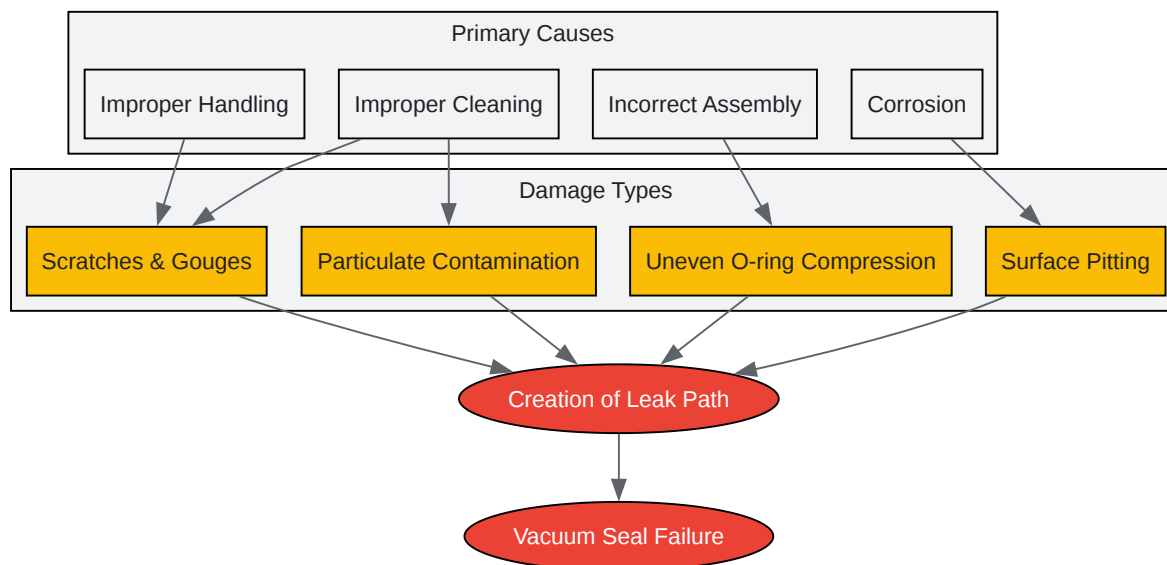 Primary Causes
Improper Handling
Improper Cleaning
Incorrect Assembly
Corrosion
Damage Types
Scratches & Gouges
Particulate Contamination
Uneven O-ring Compression
Surface Pitting
Creation of Leak Path
Vacuum Seal Failure